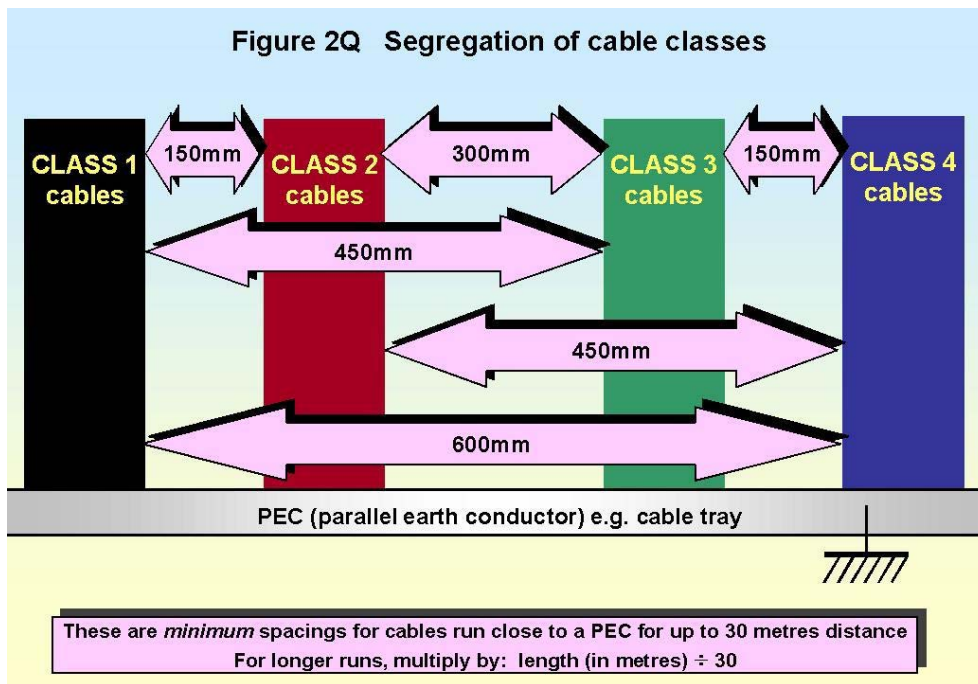 Figure 2Q Segregation of cable classes
CLASS 1
cables
150mm
CLASS 2
cables
300mm
CLASS 3
cables
150mm
CLASS 4
cables
450mm
450mm
600mm
PEC (parallel earth conductor) e.g. cable tray
These are minimum spacings for cables run close to a PEC for up to 30 metres distance
For longer runs, multiply by: length (in metres) ÷ 30